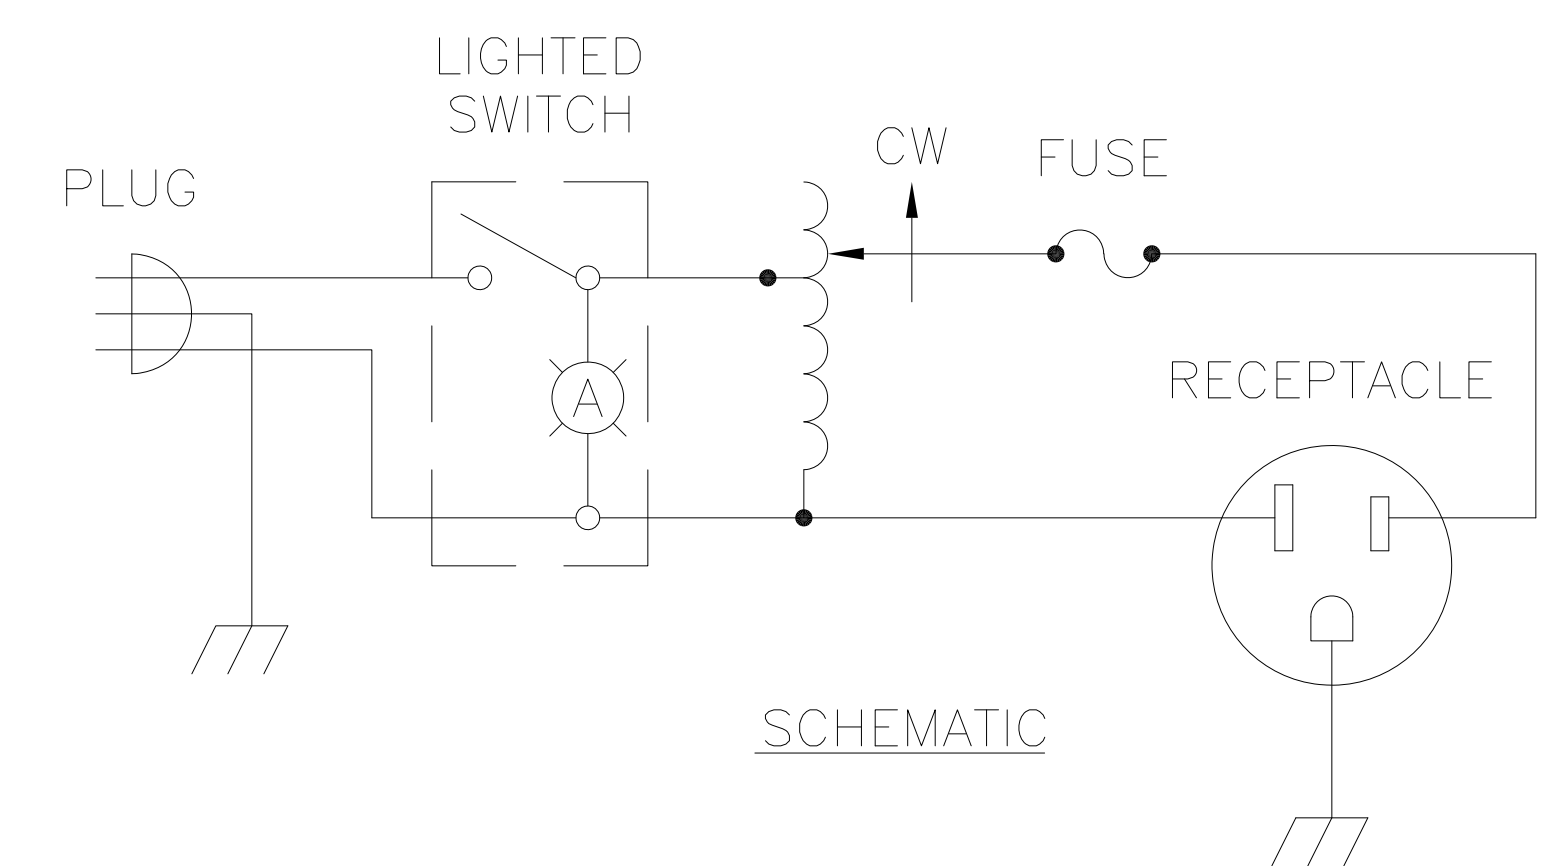 LIGHTED
SWITCH
CW
FUSE
PLUG
RECEPTACLE
A
SCHEMATIC